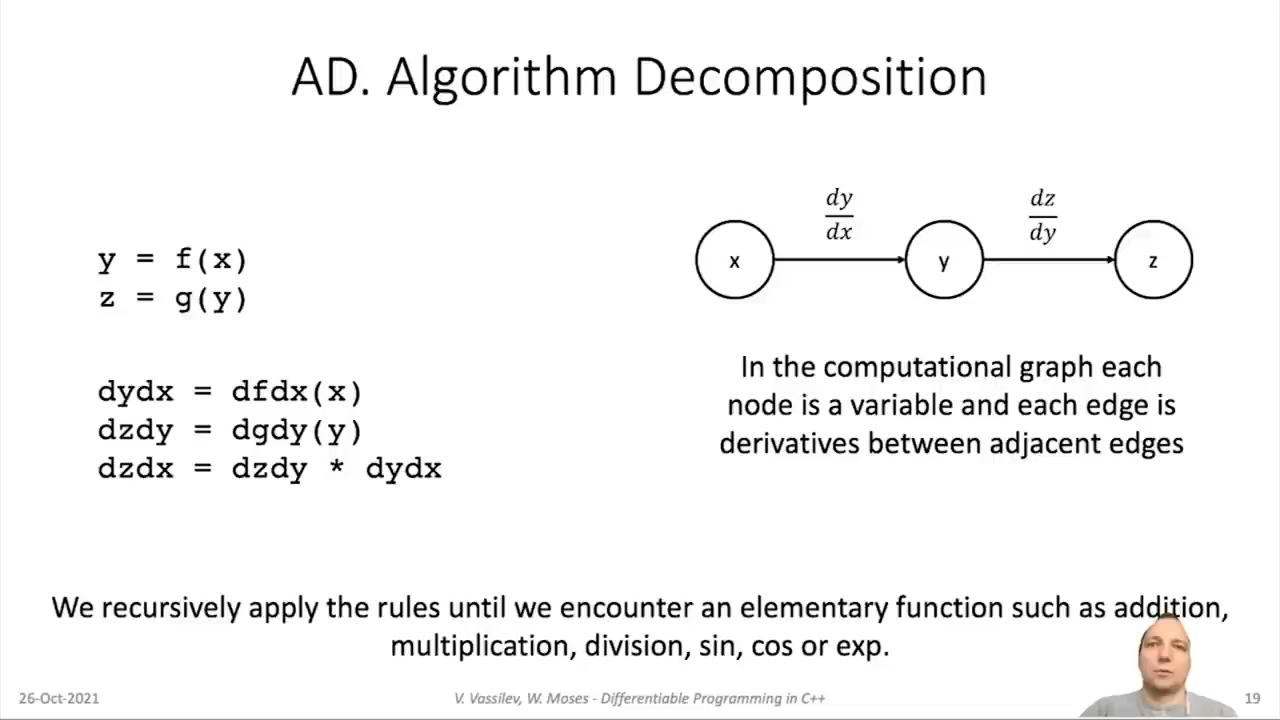 AD. Algorithm Decomposition
y = f(x)
z = g(y)
dydx = dfdx(x)
dzdy = dgdy(y)
dzdx = dzdy * dydx
dy
dx
dz
dy
x
y
z
In the computational graph each
node is a variable and each edge is
derivatives between adjacent edges
We recursively apply the rules until we encounter an elementary function such as addition,
multiplication, division, sin, cos or exp.
26-Oct-2021
V. Vassilev, W. Moses - Differentiable Programming in C++
19